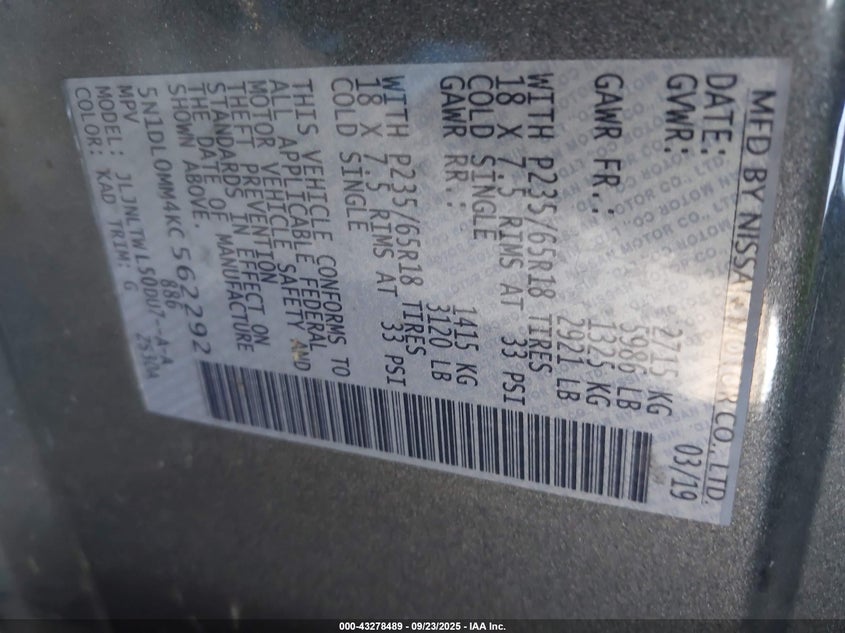 MFD BY NISSAN MOTOR CO., LTD.
DATE: 03/19
GVWR: 2715 KG
5986 LB
GAWR FR.: 1325 KG
2921 LB
WITH P235/65R18 TIRES
18 X 7.5 RIMS AT 33 PSI
COLD SINGLE
GAWR RR.: 1415 KG
3120 LB
WITH P235/65R18 TIRES
18 X 7.5 RIMS AT 33 PSI
COLD SINGLE
THIS VEHICLE CONFORMS TO
ALL APPLICABLE FEDERAL
MOTOR VEHICLE SAFETY AND
THEFT PREVENTION
STANDARDS IN EFFECT ON
THE DATE OF MANUFACTURE
SHOWN ABOVE.
5N1DL0MM4KC562292
MPV 886
MODEL: JLJNLTWL50DU7--A-A
COLOR: KAD TRIM: G 2530A
000-43278489 - 09/23/2025 - IAA Inc.